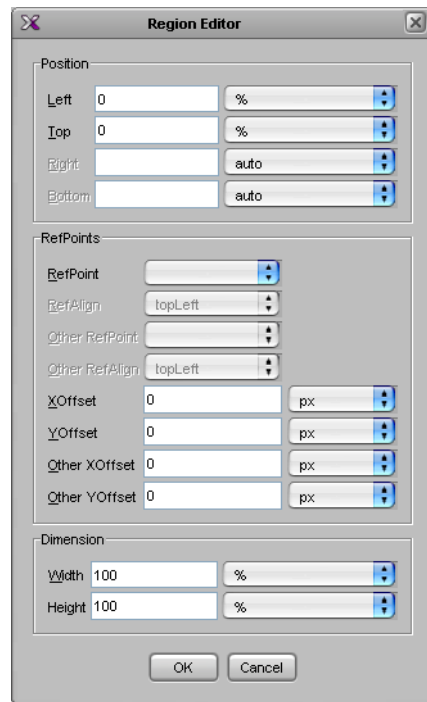 Region Editor
Position
Left 0 %
Top 0 %
Right auto
Bottom auto
RefPoints
RefPoint
RefAlign topLeft
Other RefPoint
Other RefAlign topLeft
XOffset 0 px
YOffset 0 px
Other XOffset 0 px
Other YOffset 0 px
Dimension
Width 100 %
Height 100 %
OK Cancel